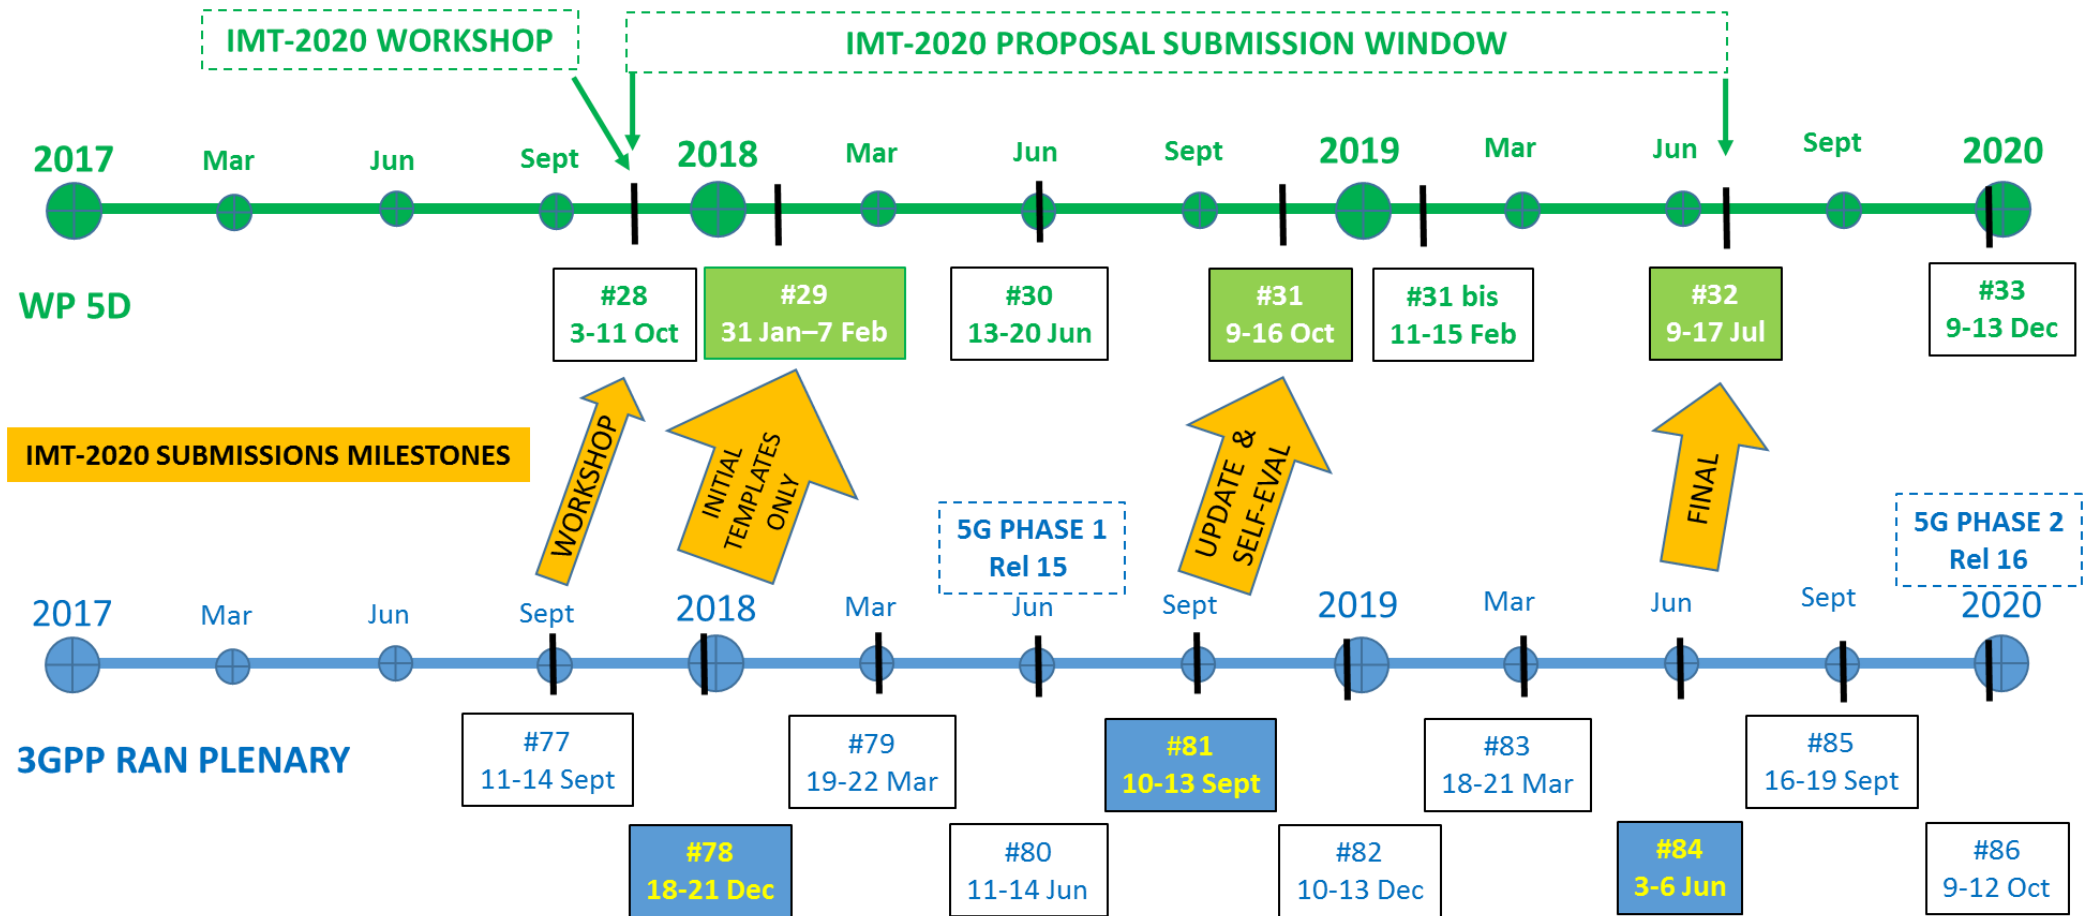 IMT-2020 WORKSHOP
IMT-2020 PROPOSAL SUBMISSION WINDOW
2017
Mar
Jun
Sept
2018
Mar
Jun
Sept
2019
Mar
Jun
Sept
2020
WP 5D
#28
3-11 Oct
#29
31 Jan–7 Feb
#30
13-20 Jun
#31
9-16 Oct
#31 bis
11-15 Feb
#32
9-17 Jul
#33
9-13 Dec
IMT-2020 SUBMISSIONS MILESTONES
WORKSHOP
INITIAL
TEMPLATES
ONLY
UPDATE &
SELF-EVAL
FINAL
5G PHASE 1
Rel 15
5G PHASE 2
Rel 16
2017
Mar
Jun
Sept
2018
Mar
Jun
Sept
2019
Mar
Jun
Sept
2020
3GPP RAN PLENARY
#77
11-14 Sept
#78
18-21 Dec
#79
19-22 Mar
#80
11-14 Jun
#81
10-13 Sept
#82
10-13 Dec
#83
18-21 Mar
#84
3-6 Jun
#85
16-19 Sept
#86
9-12 Oct